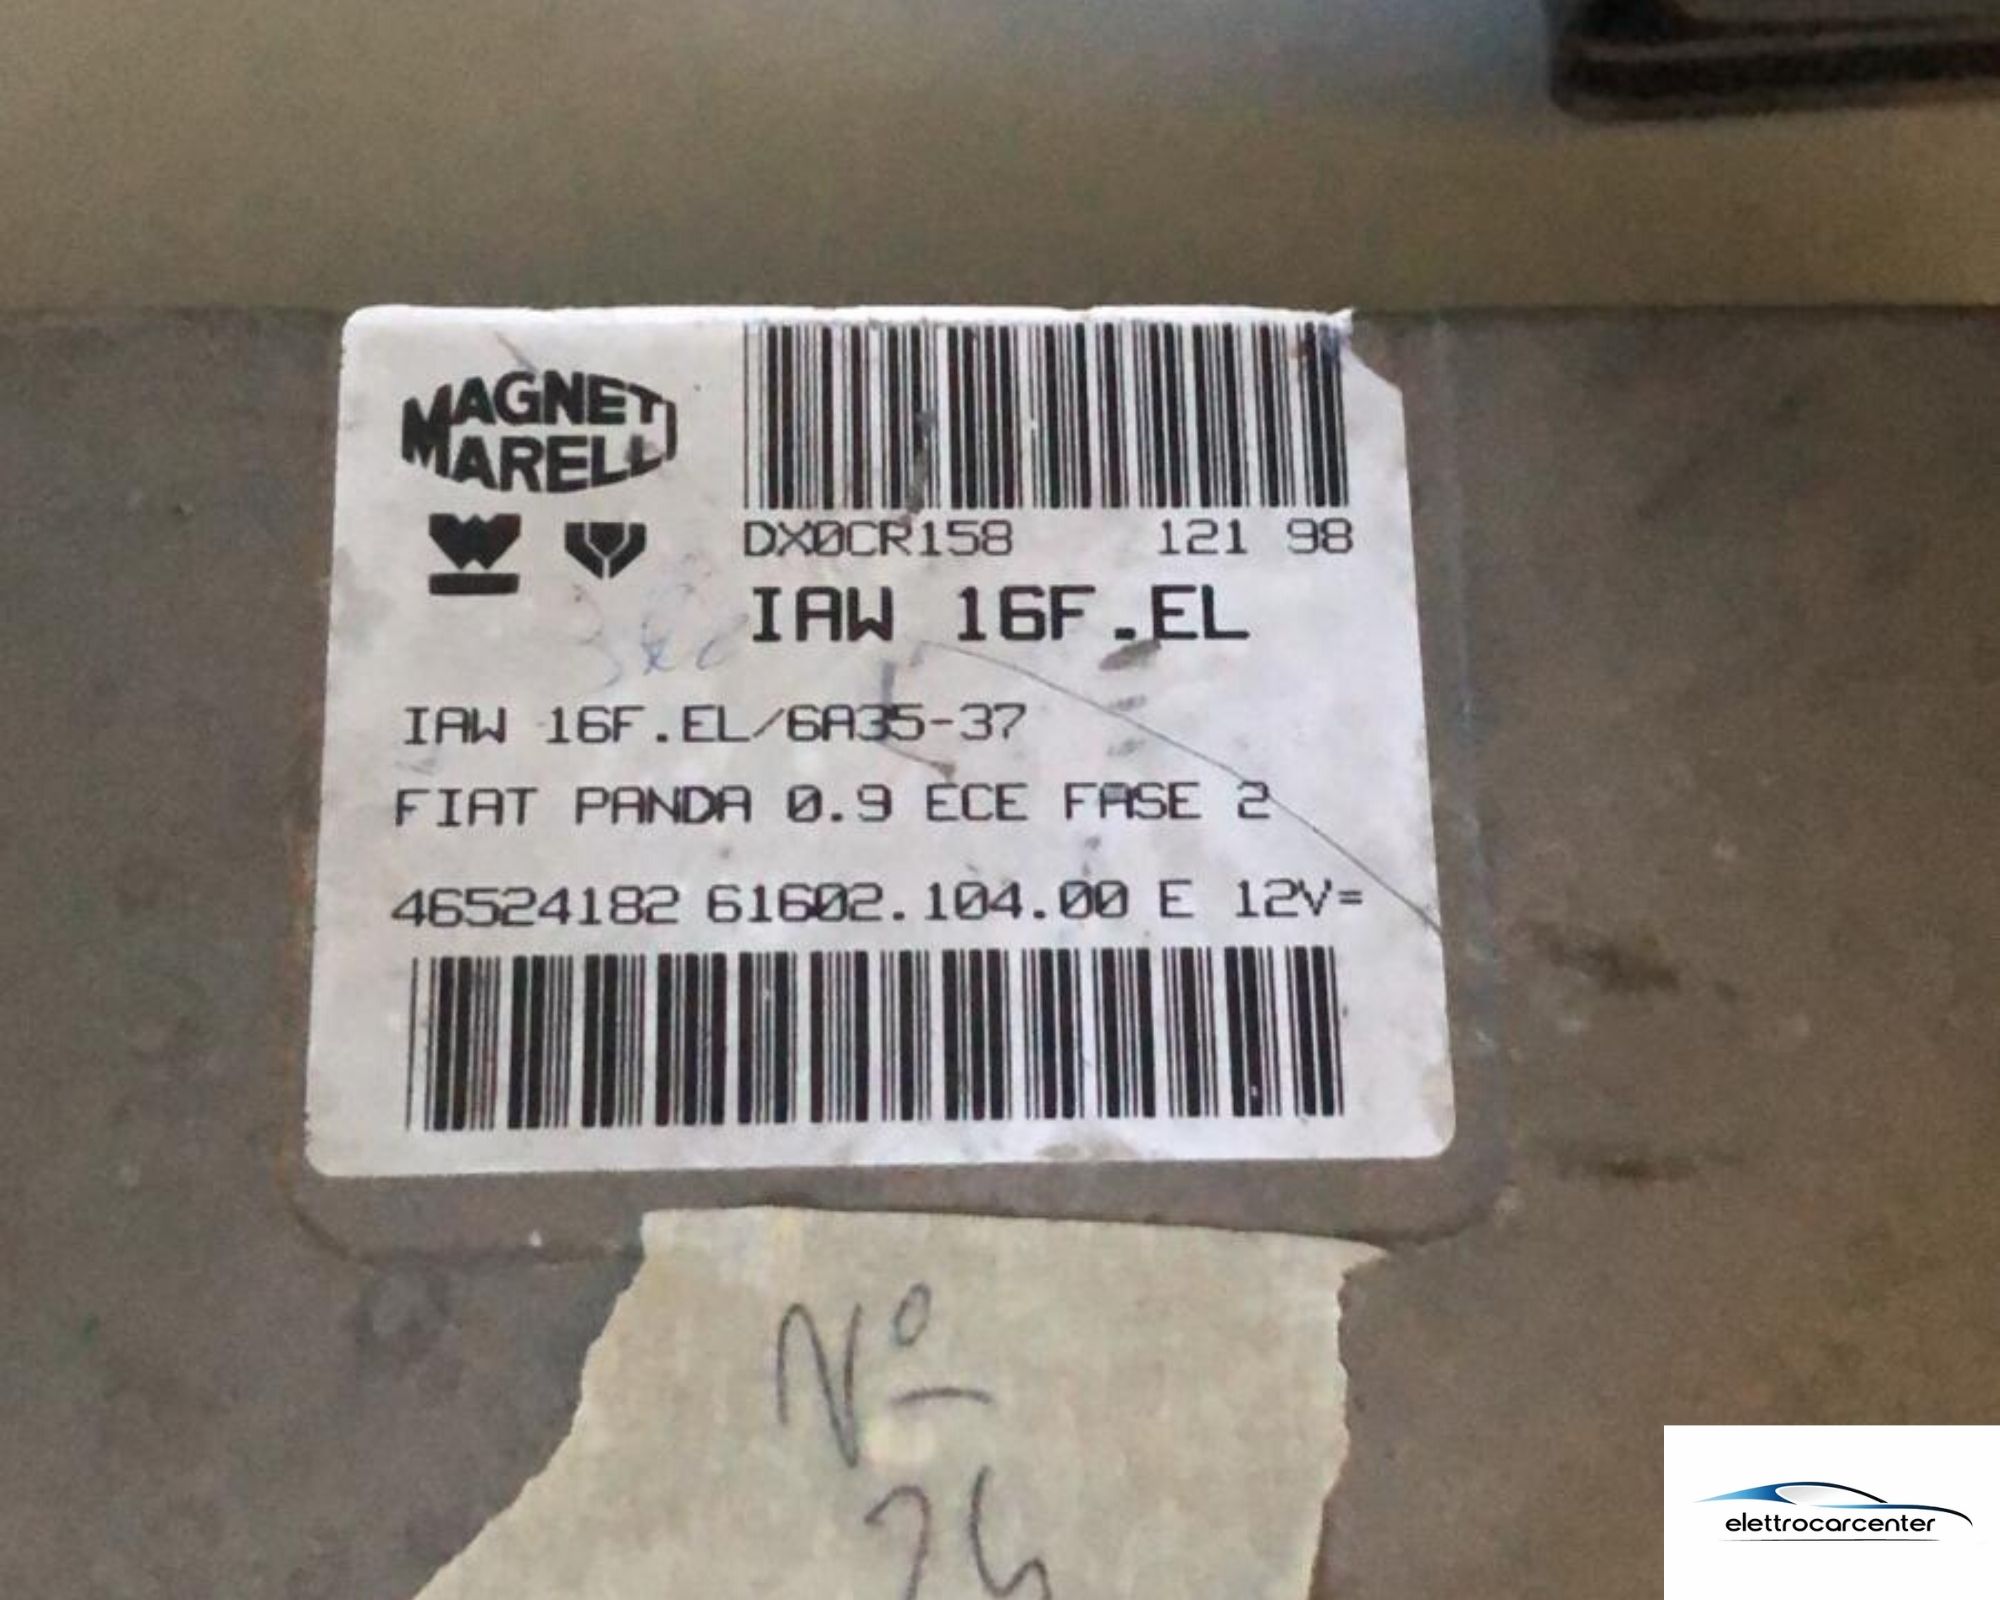 MAGNETI
MARELLI
DX0CR158 121 98
IAW 16F.EL
IAW 16F.EL/6A35-37
FIAT PANDA 0.9 ECE FASE 2
46524182 61602.104.00 E 12V=
Nº
elettrocarcenter